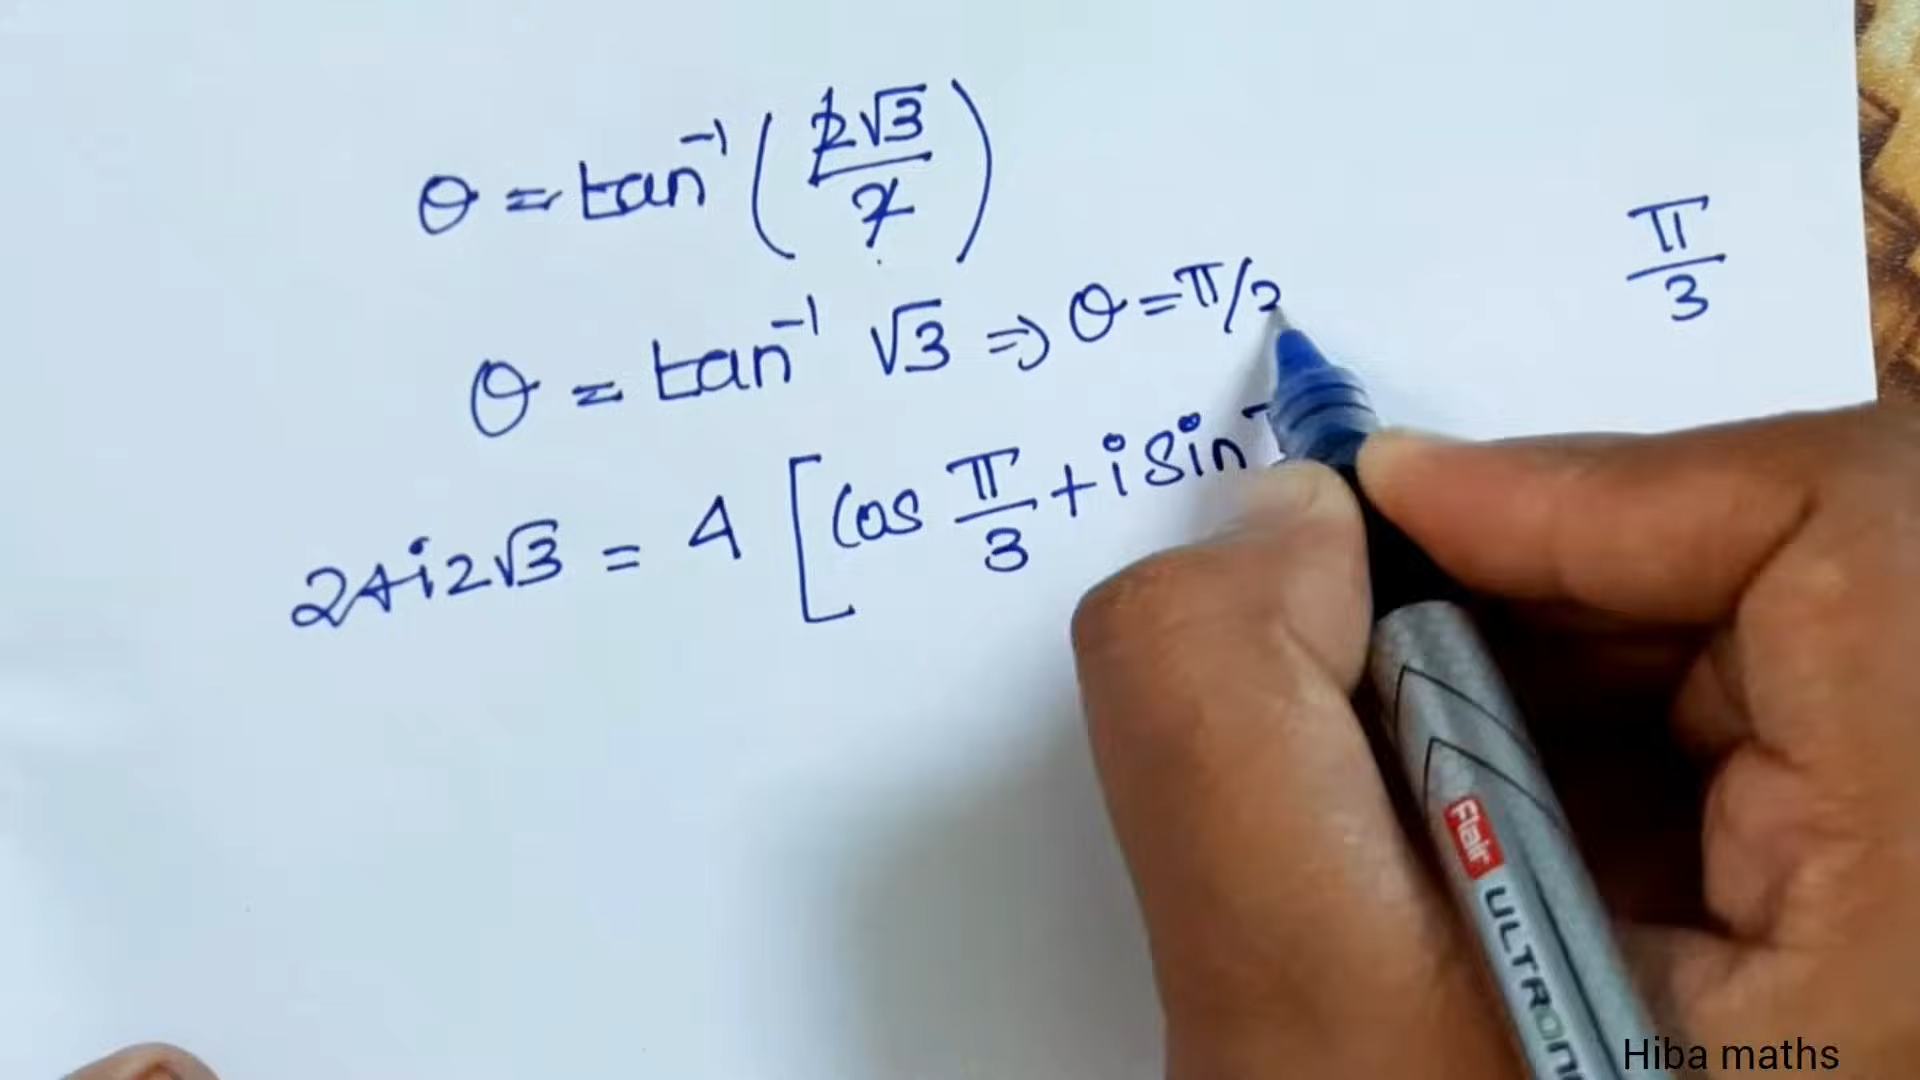 θ = tan⁻¹ (2√3/2)
π/3
θ = tan⁻¹ √3 ⇒ θ = π/3
2+i2√3 = 4 [cos π/3 + i sin
Flair
ULTRON
Hiba maths